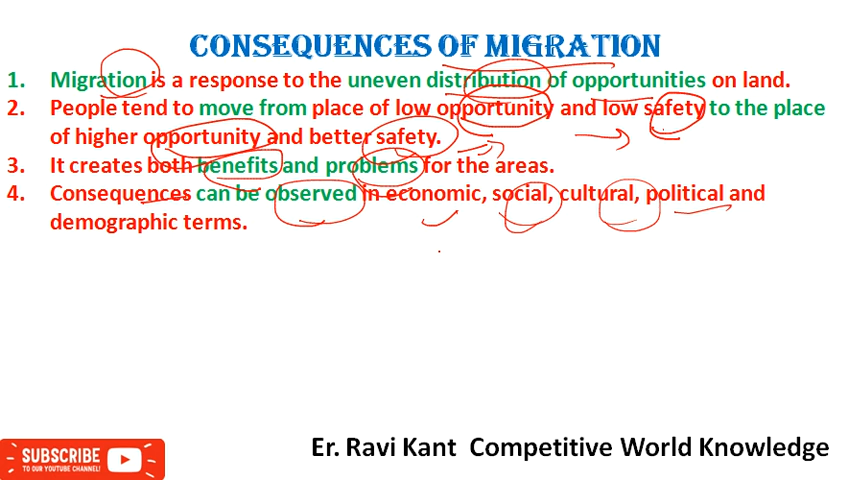 CONSEQUENCES OF MIGRATION
1. Migration is a response to the uneven distribution of opportunities on land.
2. People tend to move from place of low opportunity and low safety to the place
of higher opportunity and better safety.
3. It creates both benefits and problems for the areas.
4. Consequences can be observed in economic, social, cultural, political and
demographic terms.
SUBSCRIBE
TO OUR YOUTUBE CHANNEL!
Er. Ravi Kant Competitive World Knowledge